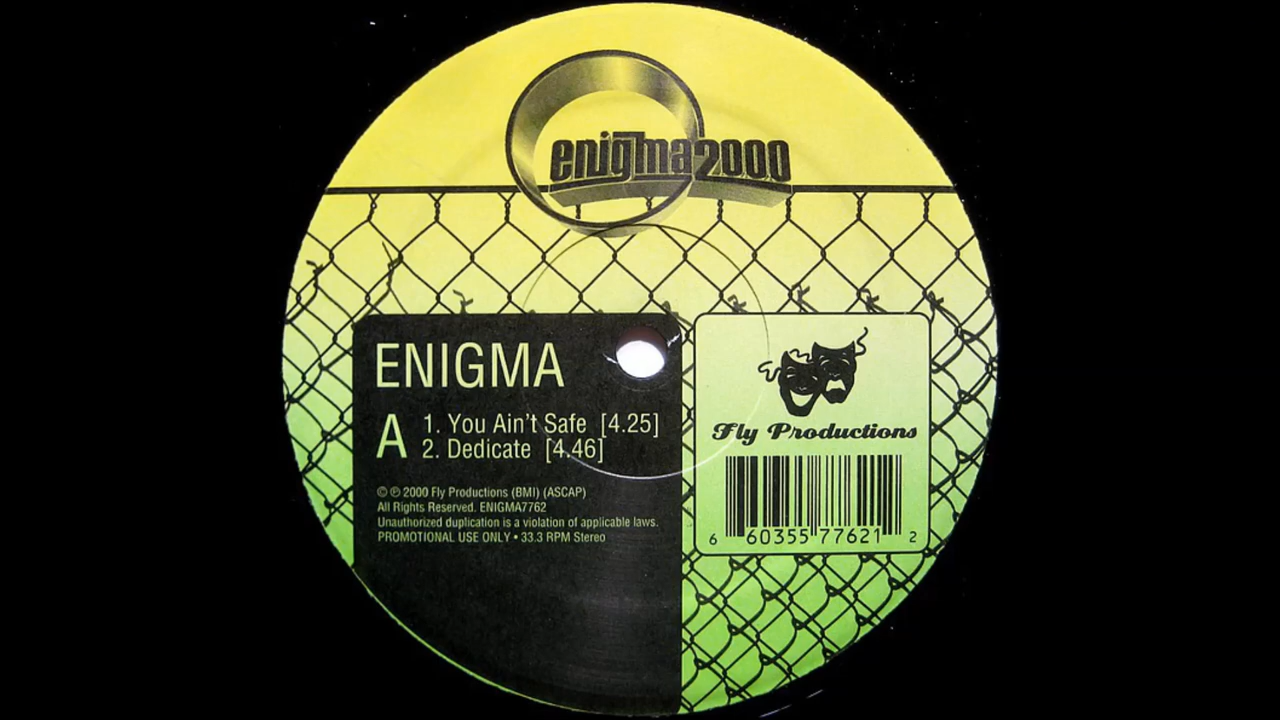 enigma2000
ENIGMA
A
1. You Ain't Safe [4.25]
2. Dedicate [4.46]
© ℗ 2000 Fly Productions (BMI) (ASCAP)
All Rights Reserved. ENIGMA7762
Unauthorized duplication is a violation of applicable laws.
PROMOTIONAL USE ONLY • 33.3 RPM Stereo
Fly Productions
6 60355 77621 2